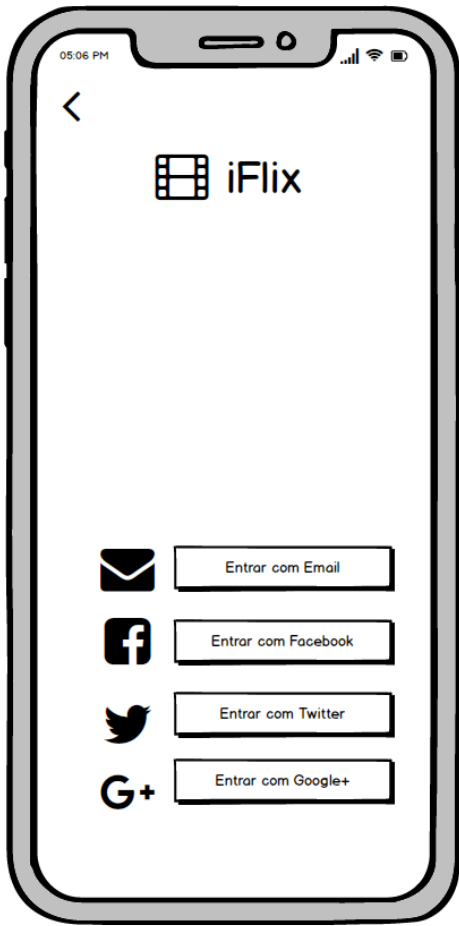 05:06 PM
iFlix
Entrar com Email
Entrar com Facebook
Entrar com Twitter
G+ Entrar com Google+